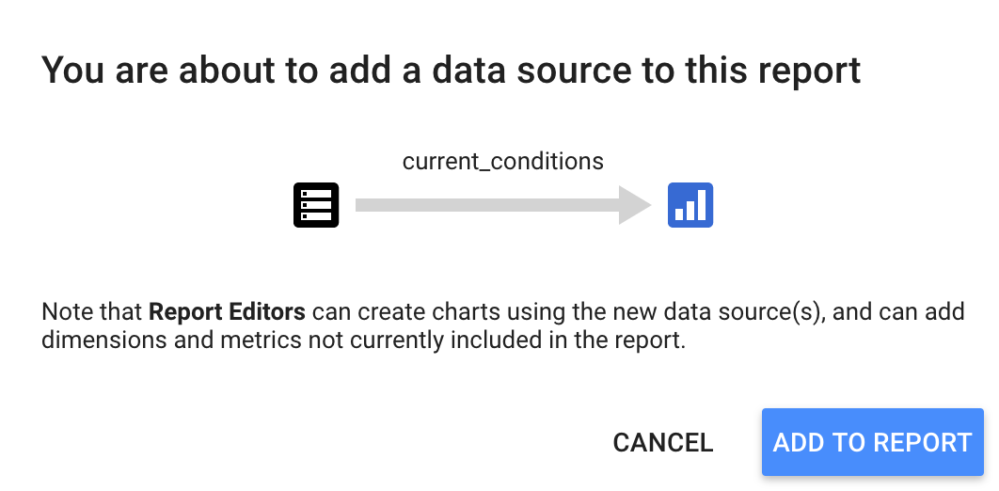 You are about to add a data source to this report
current_conditions
Note that Report Editors can create charts using the new data source(s), and can add
dimensions and metrics not currently included in the report.
CANCEL
ADD TO REPORT